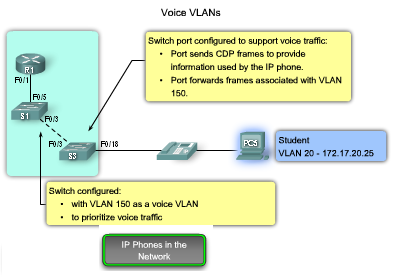 Voice VLANs
Switch port configured to support voice traffic:
• Port sends CDP frames to provide
information used by the IP phone.
• Port forwards frames associated with VLAN
150.
R1
F0/1
F0/5
S1
F0/3
F0/3
S3
F0/18
PC5
Student
VLAN 20 - 172.17.20.25
Switch configured:
• with VLAN 150 as a voice VLAN
• to prioritize voice traffic
IP Phones in the
Network